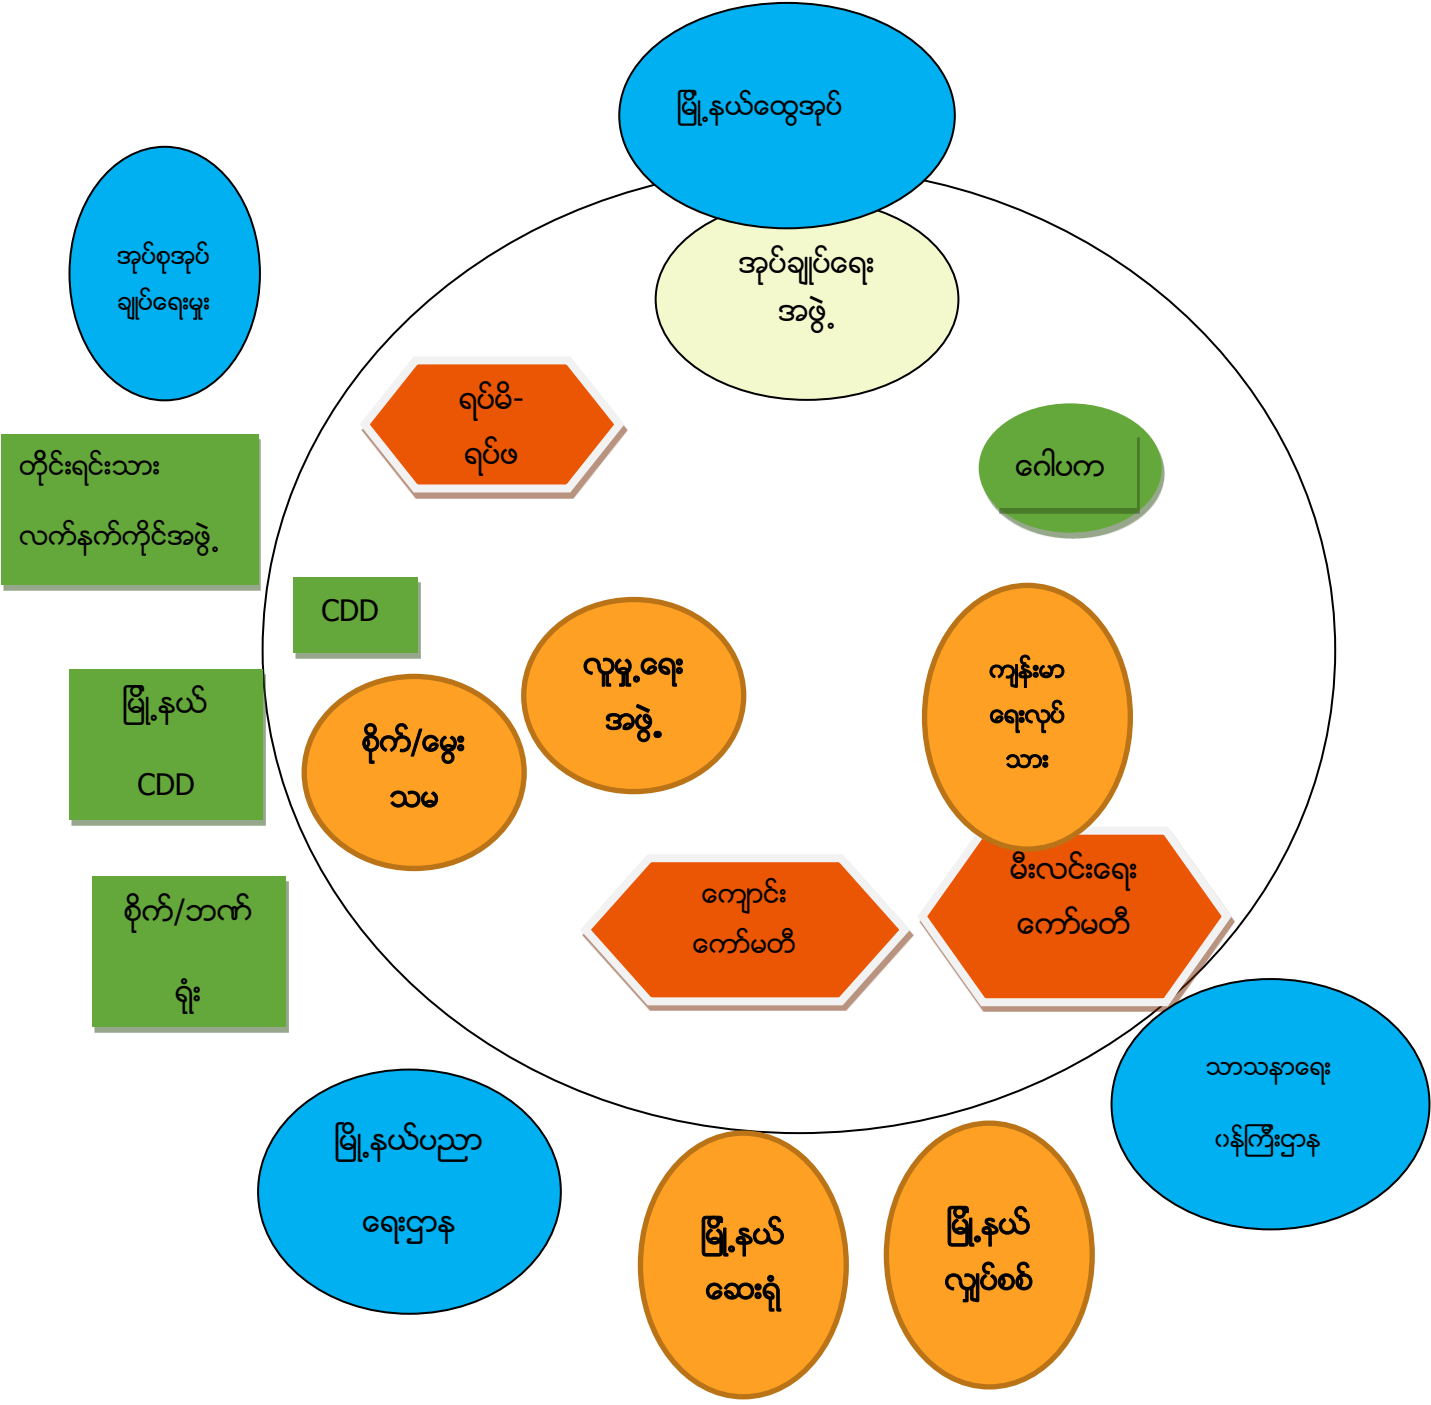 မြို့နယ်ထွေအုပ်
အုပ်စုအုပ်
ချုပ်ရေးမှုး
အုပ်ချုပ်ရေး
အဖွဲ့
ရပ်မိ-
ရပ်ဖ
ဂေါပက
တိုင်းရင်းသား
လက်နက်ကိုင်အဖွဲ့
CDD
လူမှု့ရေး
အဖွဲ့
ကျန်းမာ
ရေးလုပ်
သား
မြို့နယ်
CDD
စိုက်/မွေး
သမ
စိုက်/ဘဏ်
ရုံး
ကျောင်း
ကော်မတီ
မီးလင်းရေး
ကော်မတီ
သာသနာရေး
ဝန်ကြီးဌာန
မြို့နယ်ပညာ
ရေးဌာန
မြို့နယ်
ဆေးရုံ
မြို့နယ်
လျှပ်စစ်